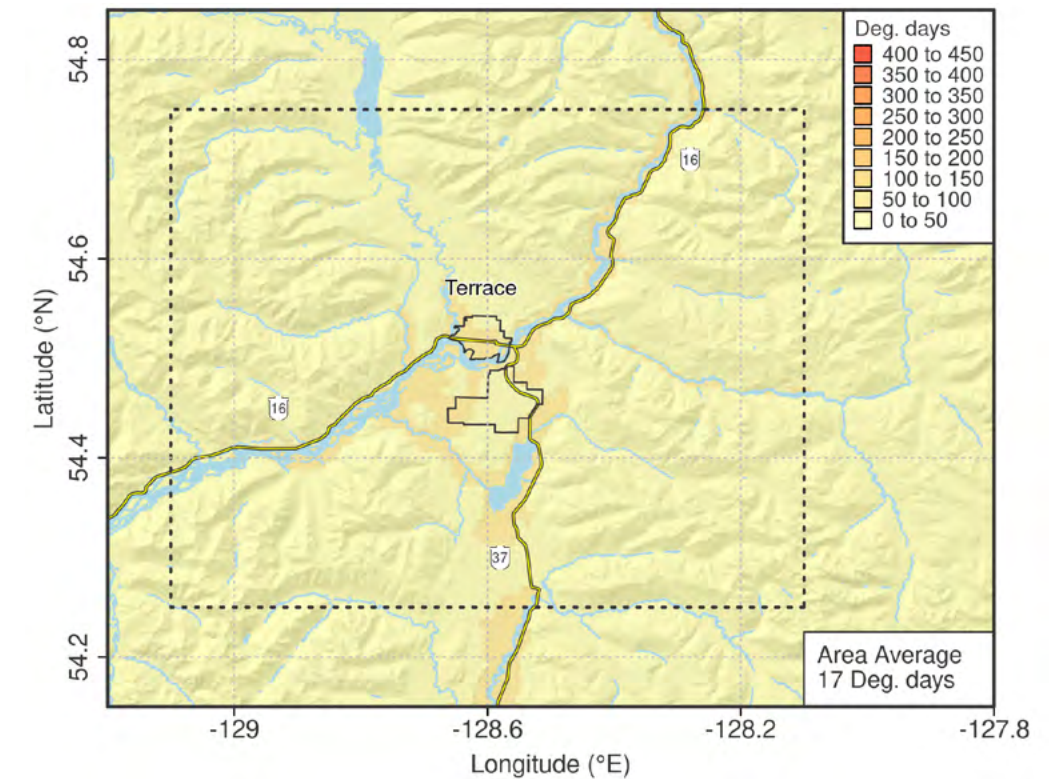 Deg. days
400 to 450
350 to 400
300 to 350
250 to 300
200 to 250
150 to 200
100 to 150
50 to 100
0 to 50
54.8
54.6
54.4
54.2
Latitude (°N)
16
Terrace
16
37
Area Average
17 Deg. days
-129
-128.6
-128.2
-127.8
Longitude (°E)